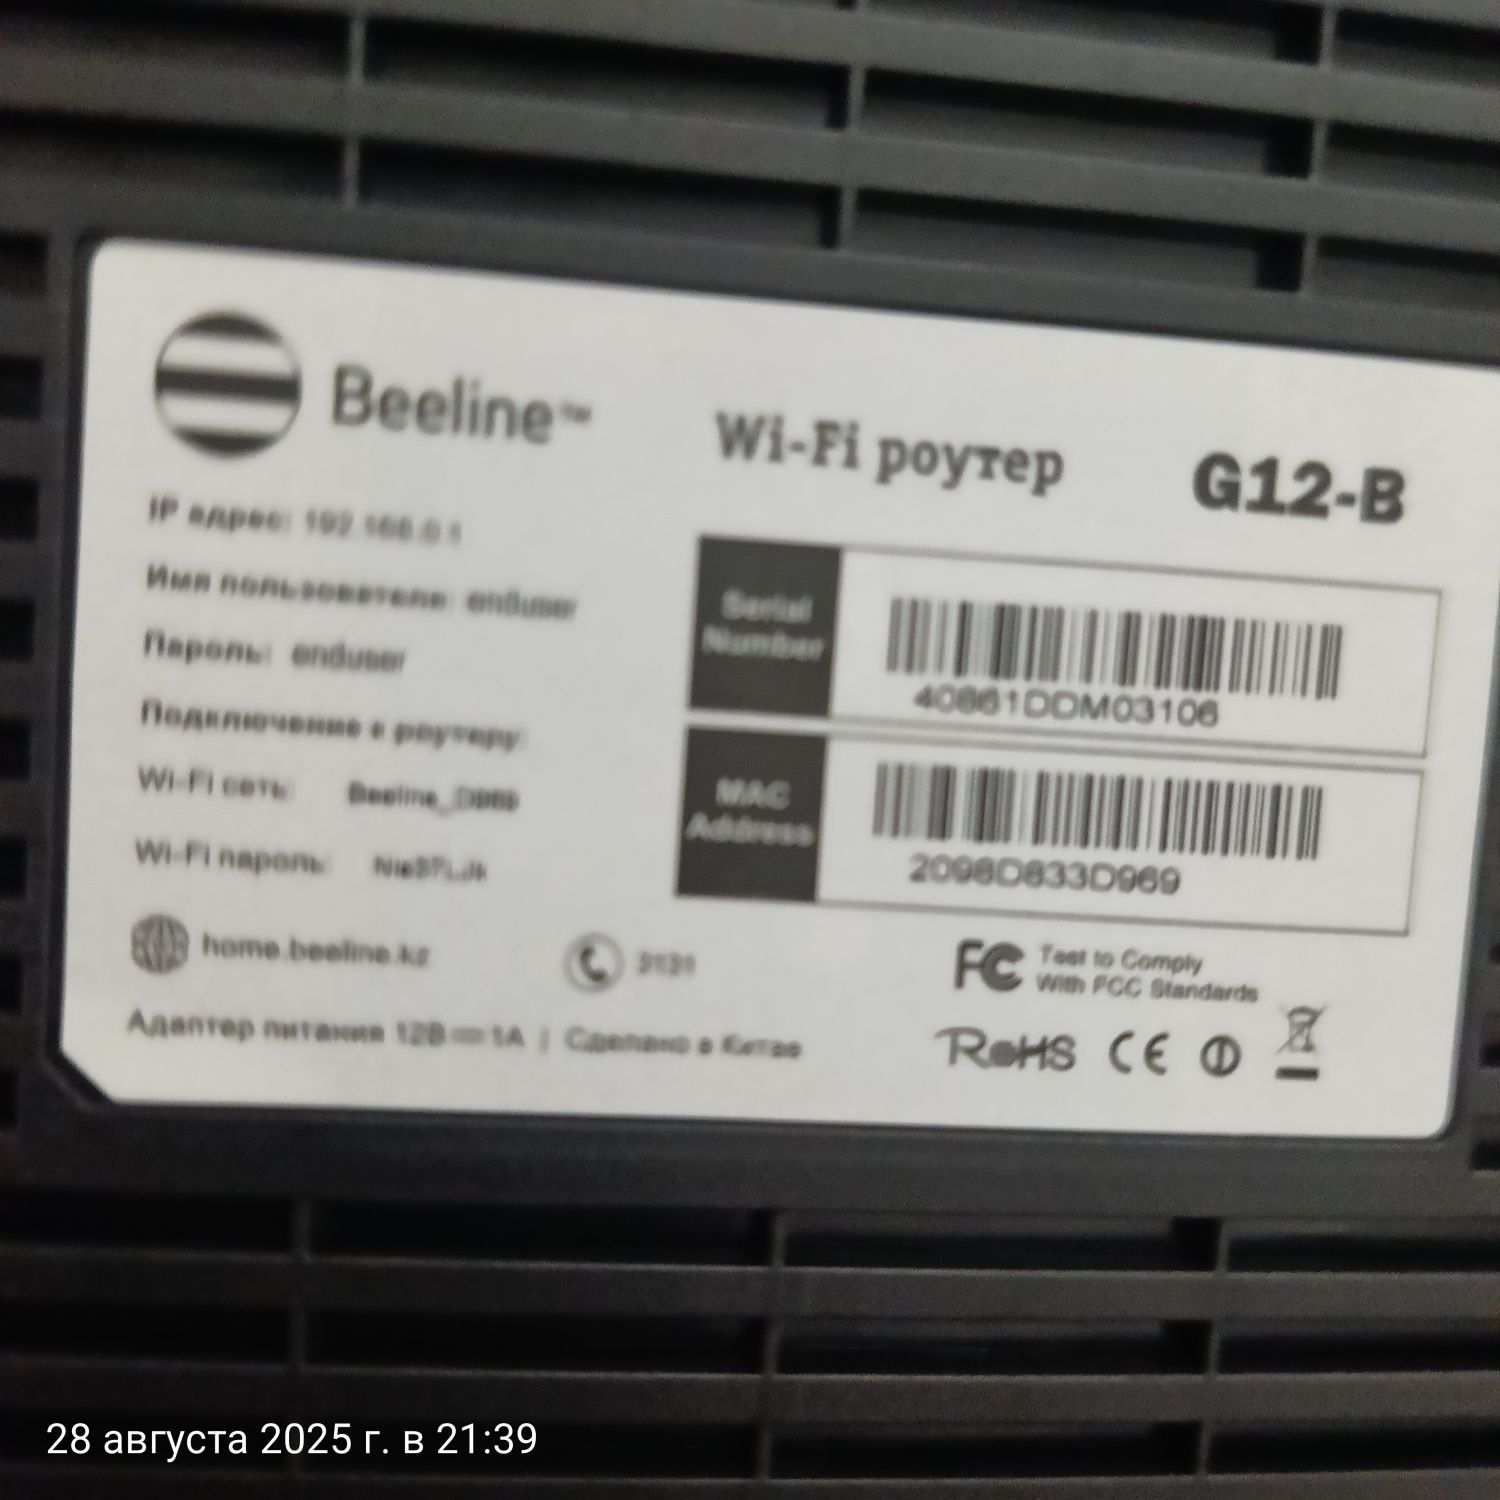 Beeline™
Wi-Fi роутер
G12-B
IP адрес: 192.168.0.1
Имя пользователя: enduser
Пароль: enduser
Подключение к роутеру:
Wi-Fi сеть: Beeline_D969
Wi-Fi пароль:
home.beeline.kz
3131
Адаптер питания 12В 1А | Сделано в Китае
Serial
Number
40861DDM03106
MAC
Address
2098D833D969
FC Test to Comply
With FCC Standards
RoHS CE
28 августа 2025 г. в 21:39